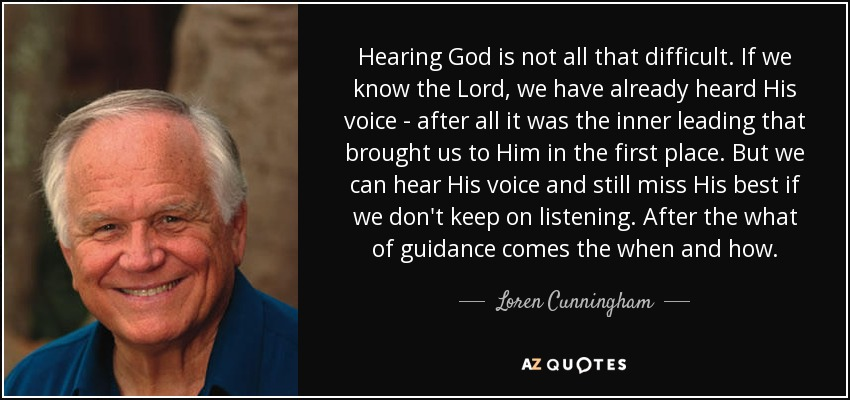 Hearing God is not all that difficult. If we
know the Lord, we have already heard His
voice - after all it was the inner leading that
brought us to Him in the first place. But we
can hear His voice and still miss His best if
we don't keep on listening. After the what
of guidance comes the when and how.
Loren Cunningham
AZ QUOTES